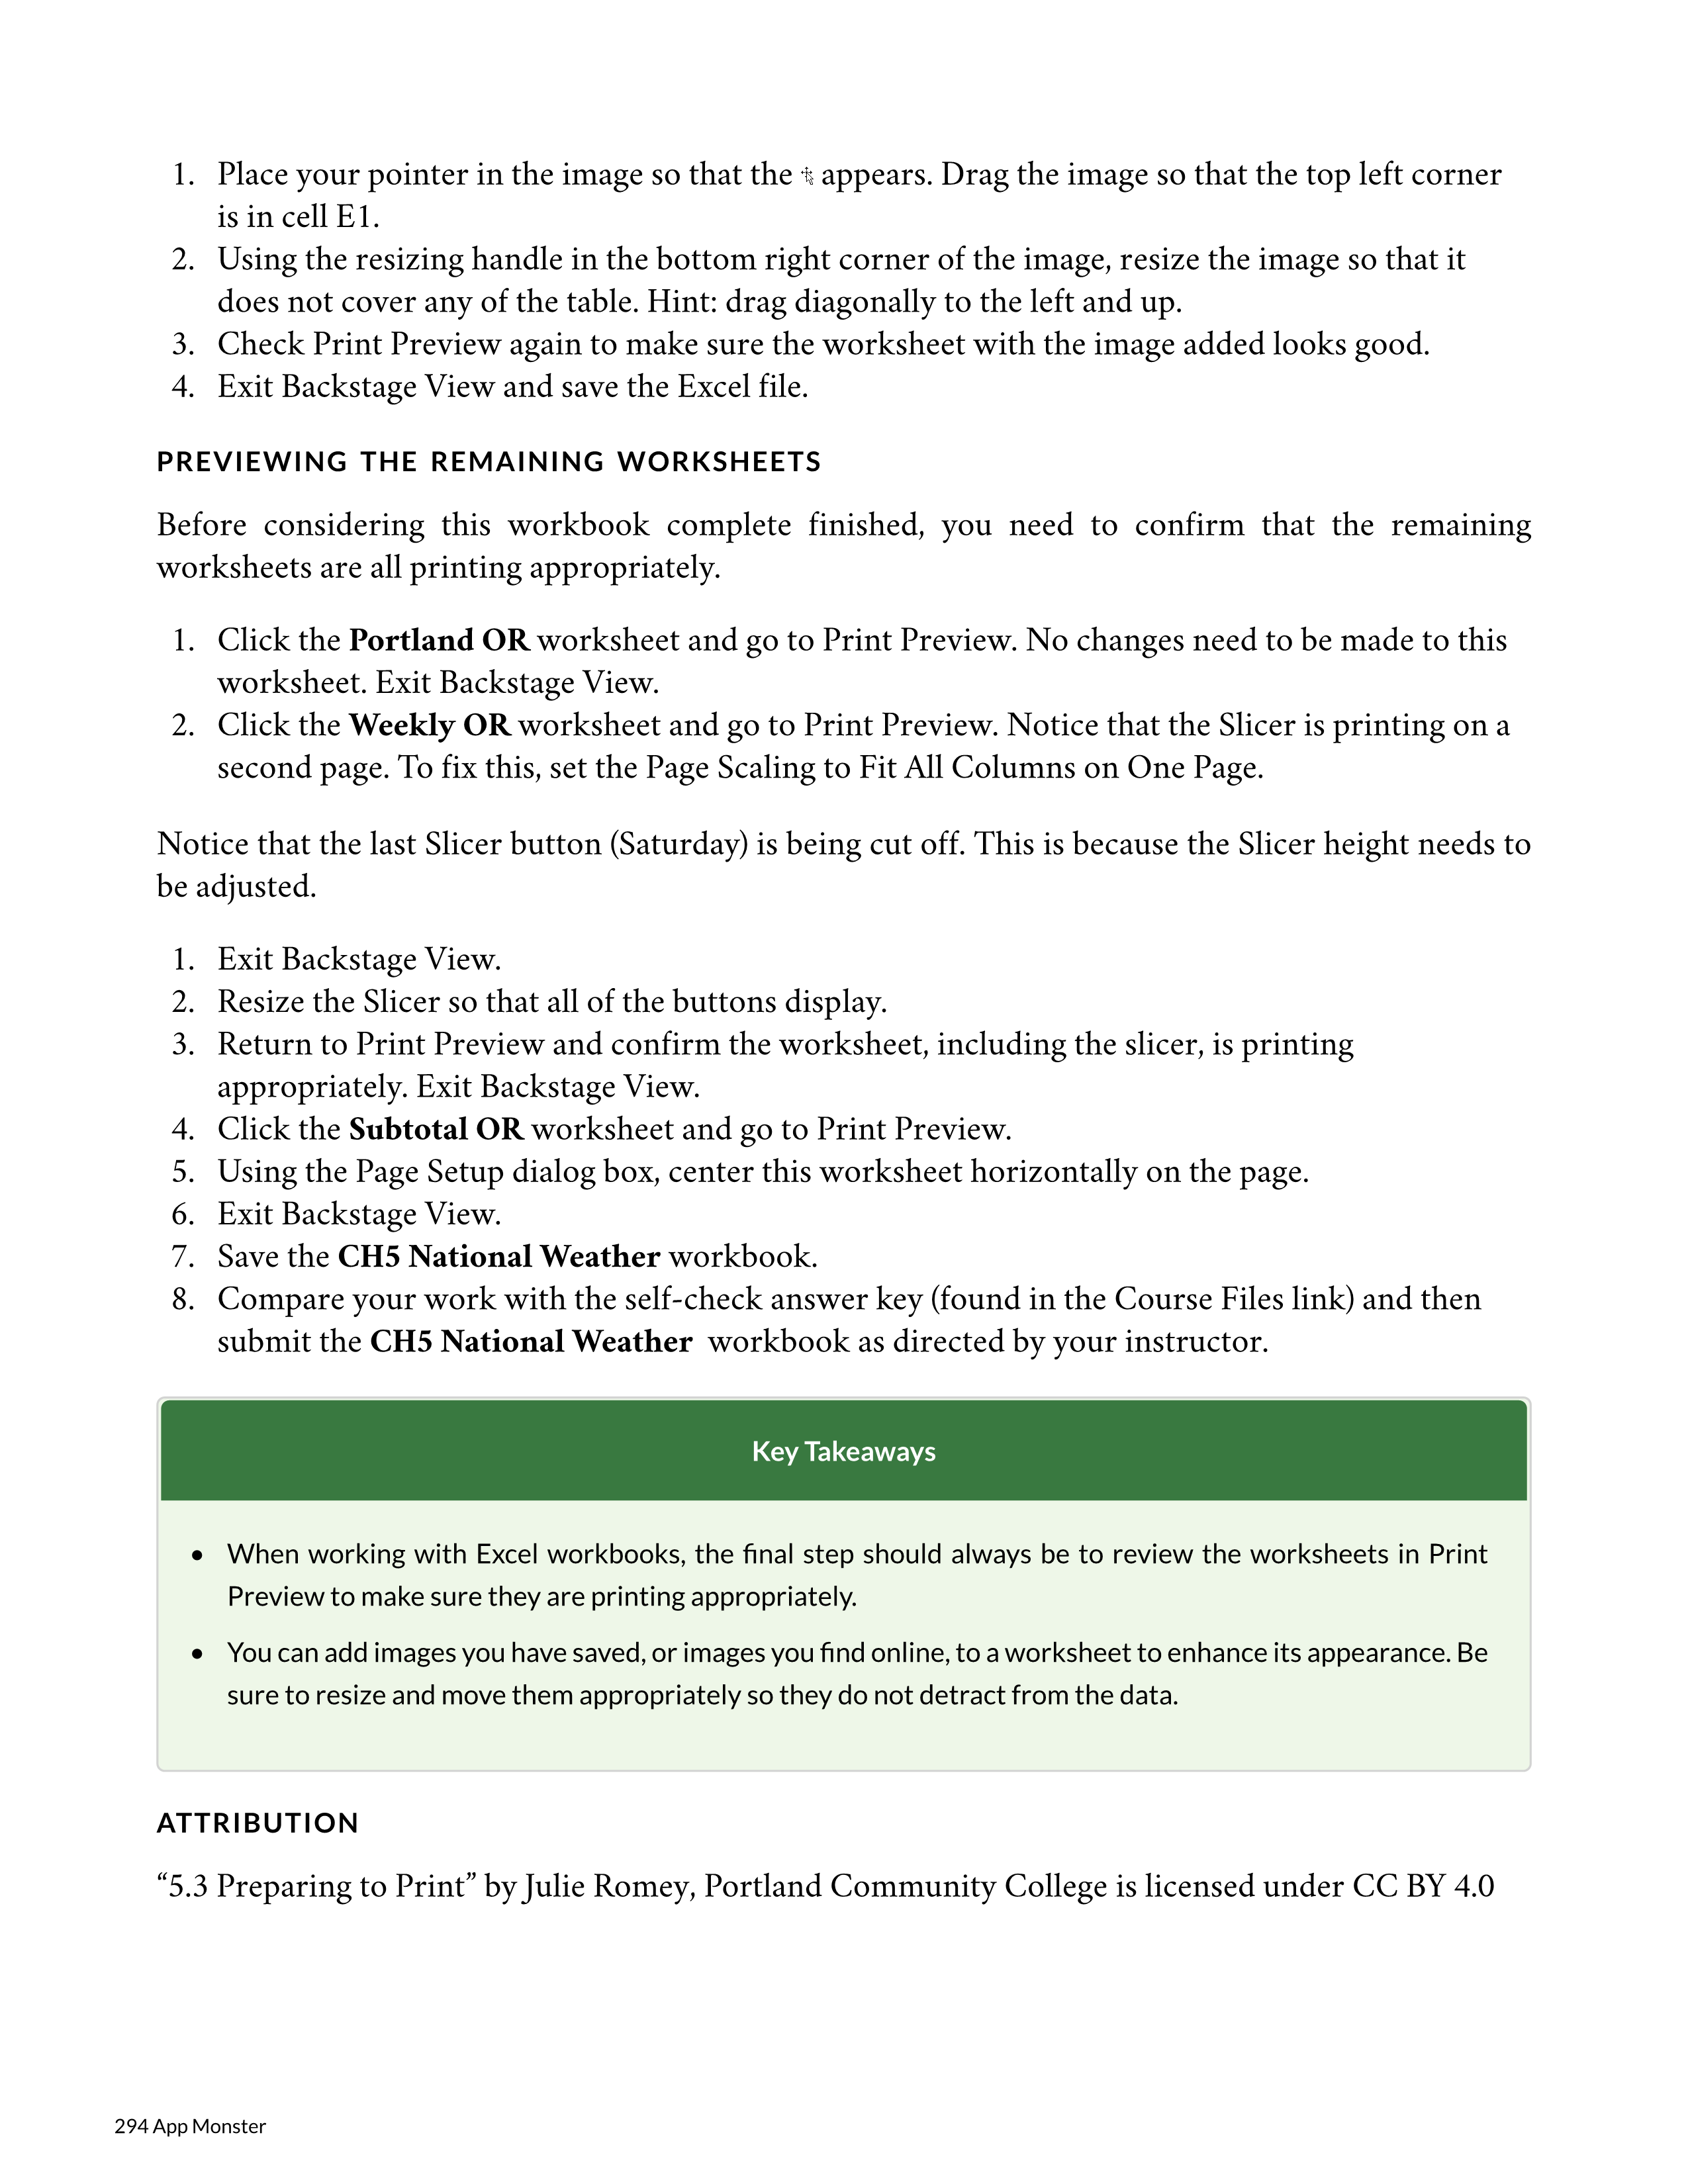 1. Place your pointer in the image so that the appears. Drag the image so that the top left corner
is in cell E1.
2. Using the resizing handle in the bottom right corner of the image, resize the image so that it
does not cover any of the table. Hint: drag diagonally to the left and up.
3. Check Print Preview again to make sure the worksheet with the image added looks good.
4. Exit Backstage View and save the Excel file.
PREVIEWING THE REMAINING WORKSHEETS
Before considering this workbook complete finished, you need to confirm that the remaining
worksheets are all printing appropriately.
1. Click the Portland OR worksheet and go to Print Preview. No changes need to be made to this
worksheet. Exit Backstage View.
2. Click the Weekly OR worksheet and go to Print Preview. Notice that the Slicer is printing on a
second page. To fix this, set the Page Scaling to Fit All Columns on One Page.
Notice that the last Slicer button (Saturday) is being cut off. This is because the Slicer height needs to
be adjusted.
1. Exit Backstage View.
2. Resize the Slicer so that all of the buttons display.
3. Return to Print Preview and confirm the worksheet, including the slicer, is printing
appropriately. Exit Backstage View.
4. Click the Subtotal OR worksheet and go to Print Preview.
5. Using the Page Setup dialog box, center this worksheet horizontally on the page.
6. Exit Backstage View.
7. Save the CH5 National Weather workbook.
8. Compare your work with the self-check answer key (found in the Course Files link) and then
submit the CH5 National Weather workbook as directed by your instructor.
Key Takeaways
• When working with Excel workbooks, the final step should always be to review the worksheets in Print
Preview to make sure they are printing appropriately.
• You can add images you have saved, or images you find online, to a worksheet to enhance its appearance. Be
sure to resize and move them appropriately so they do not detract from the data.
ATTRIBUTION
“5.3 Preparing to Print” by Julie Romey, Portland Community College is licensed under CC BY 4.0
294 App Monster